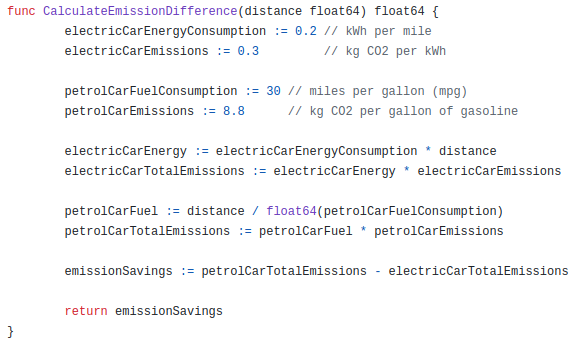 func CalculateEmissionDifference(distance float64) float64 {
        electricCarEnergyConsumption := 0.2 // kWh per mile
        electricCarEmissions := 0.3         // kg CO2 per kWh

        petrolCarFuelConsumption := 30 // miles per gallon (mpg)
        petrolCarEmissions := 8.8      // kg CO2 per gallon of gasoline

        electricCarEnergy := electricCarEnergyConsumption * distance
        electricCarTotalEmissions := electricCarEnergy * electricCarEmissions

        petrolCarFuel := distance / float64(petrolCarFuelConsumption)
        petrolCarTotalEmissions := petrolCarFuel * petrolCarEmissions

        emissionSavings := petrolCarTotalEmissions - electricCarTotalEmissions

        return emissionSavings
}